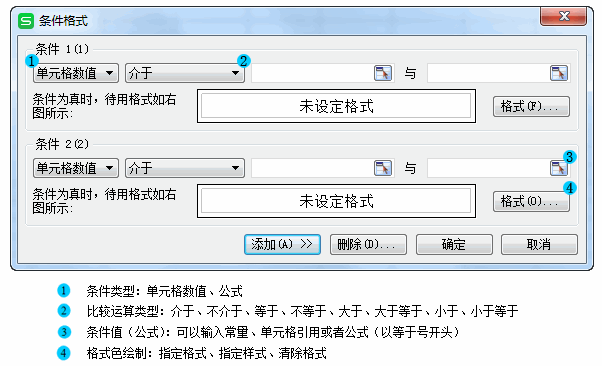 条件格式
条件 1(1)
1 2
单元格数值 介于 与
条件为真时，待用格式如右图所示： 未设定格式 格式(F)...
条件 2(2)
3
单元格数值 介于 与
4
条件为真时，待用格式如右图所示： 未设定格式 格式(O)...
添加(A) >> 删除(D)... 确定 取消
1 条件类型：单元格数值、公式
2 比较运算类型：介于、不介于、等于、不等于、大于、大于等于、小于、小于等于
3 条件值（公式）：可以输入常量、单元格引用或者公式（以等于号开头）
4 格式色绘制：指定格式、指定样式、清除格式